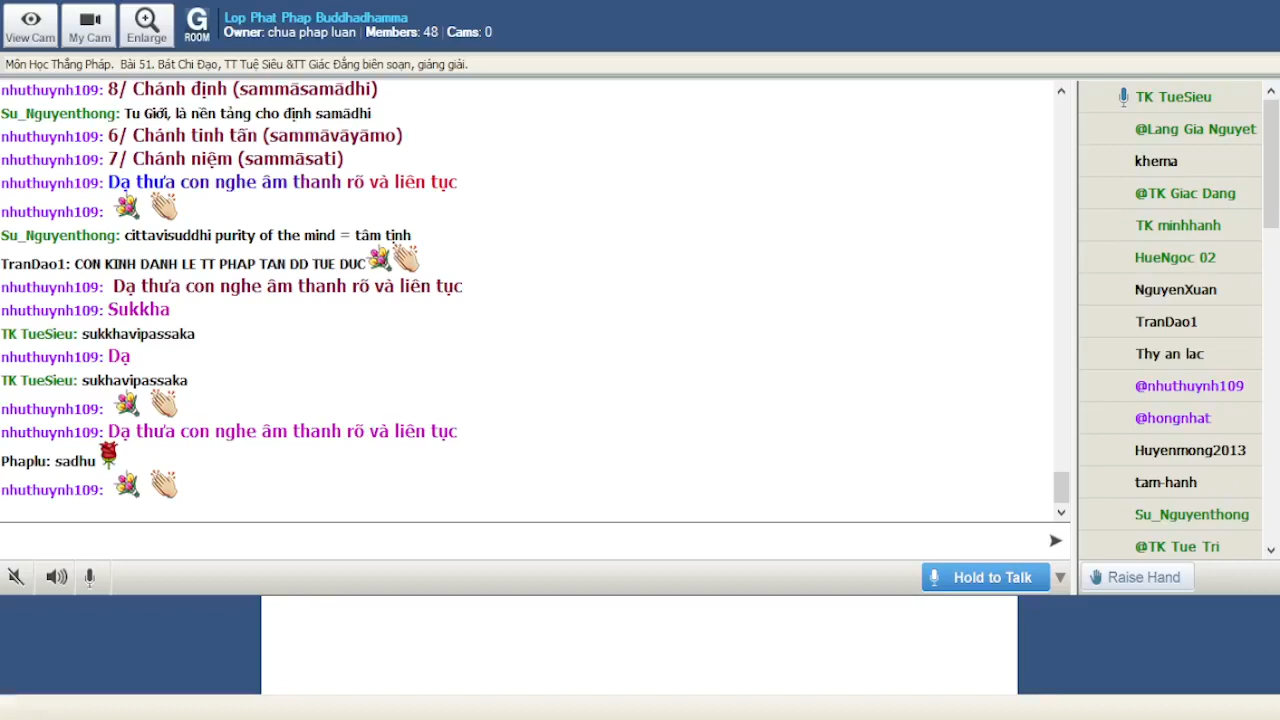 View Cam
My Cam
Enlarge
G
ROOM
Lop Phat Phap Buddhadhamma
Owner: chua phap luan | Members: 48 | Cams: 0
Môn Học Thắng Pháp. Bài 51. Bát Chi Đạo, TT Tuệ Siêu &TT Giác Đẳng biên soạn, giảng giải.
nhuthuynh109: 8/ Chánh định (sammāsamādhi)
Su_Nguyenthong: Tu Giới, là nền tảng cho định samādhi
nhuthuynh109: 6/ Chánh tinh tấn (sammāvāyāmo)
nhuthuynh109: 7/ Chánh niệm (sammāsati)
nhuthuynh109: Dạ thưa con nghe âm thanh rõ và liên tục
nhuthuynh109:
Su_Nguyenthong: cittavisuddhi purity of the mind = tâm tịnh
TranDao1: CON KINH DANH LE TT PHAP TAN DD TUE DUC
nhuthuynh109: Dạ thưa con nghe âm thanh rõ và liên tục
nhuthuynh109: Sukkha
TK TueSieu: sukkhavipassaka
nhuthuynh109: Dạ
TK TueSieu: sukhavipassaka
nhuthuynh109:
nhuthuynh109: Dạ thưa con nghe âm thanh rõ và liên tục
Phaplu: sadhu
nhuthuynh109:
TK TueSieu
@Lang Gia Nguyet
khema
@TK Giac Dang
TK minhhanh
HueNgoc 02
NguyenXuan
TranDao1
Thy an lac
@nhuthuynh109
@hongnhat
Huyenmong2013
tam-hanh
Su_Nguyenthong
@TK Tue Tri
Hold to Talk
Raise Hand